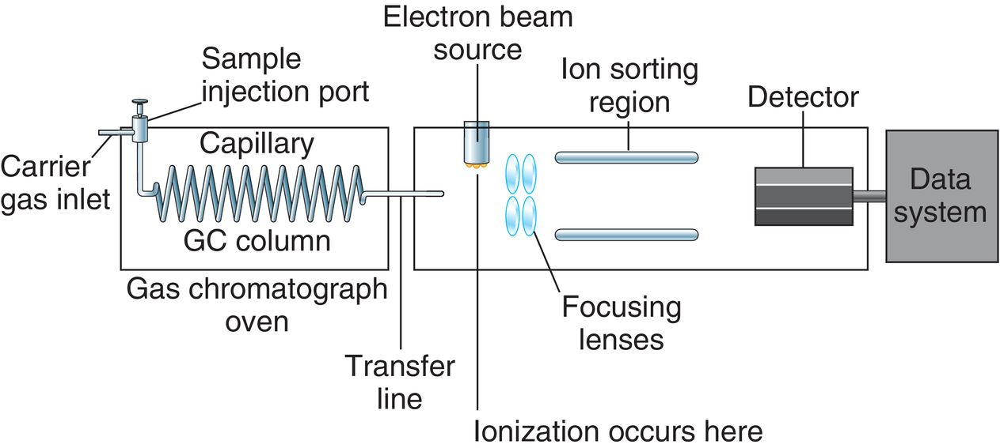 Electron beam
source
Sample
injection port
Ion sorting
region
Detector
Capillary
Carrier
gas inlet
Data
system
GC column
Gas chromatograph
oven
Focusing
lenses
Transfer
line
Ionization occurs here